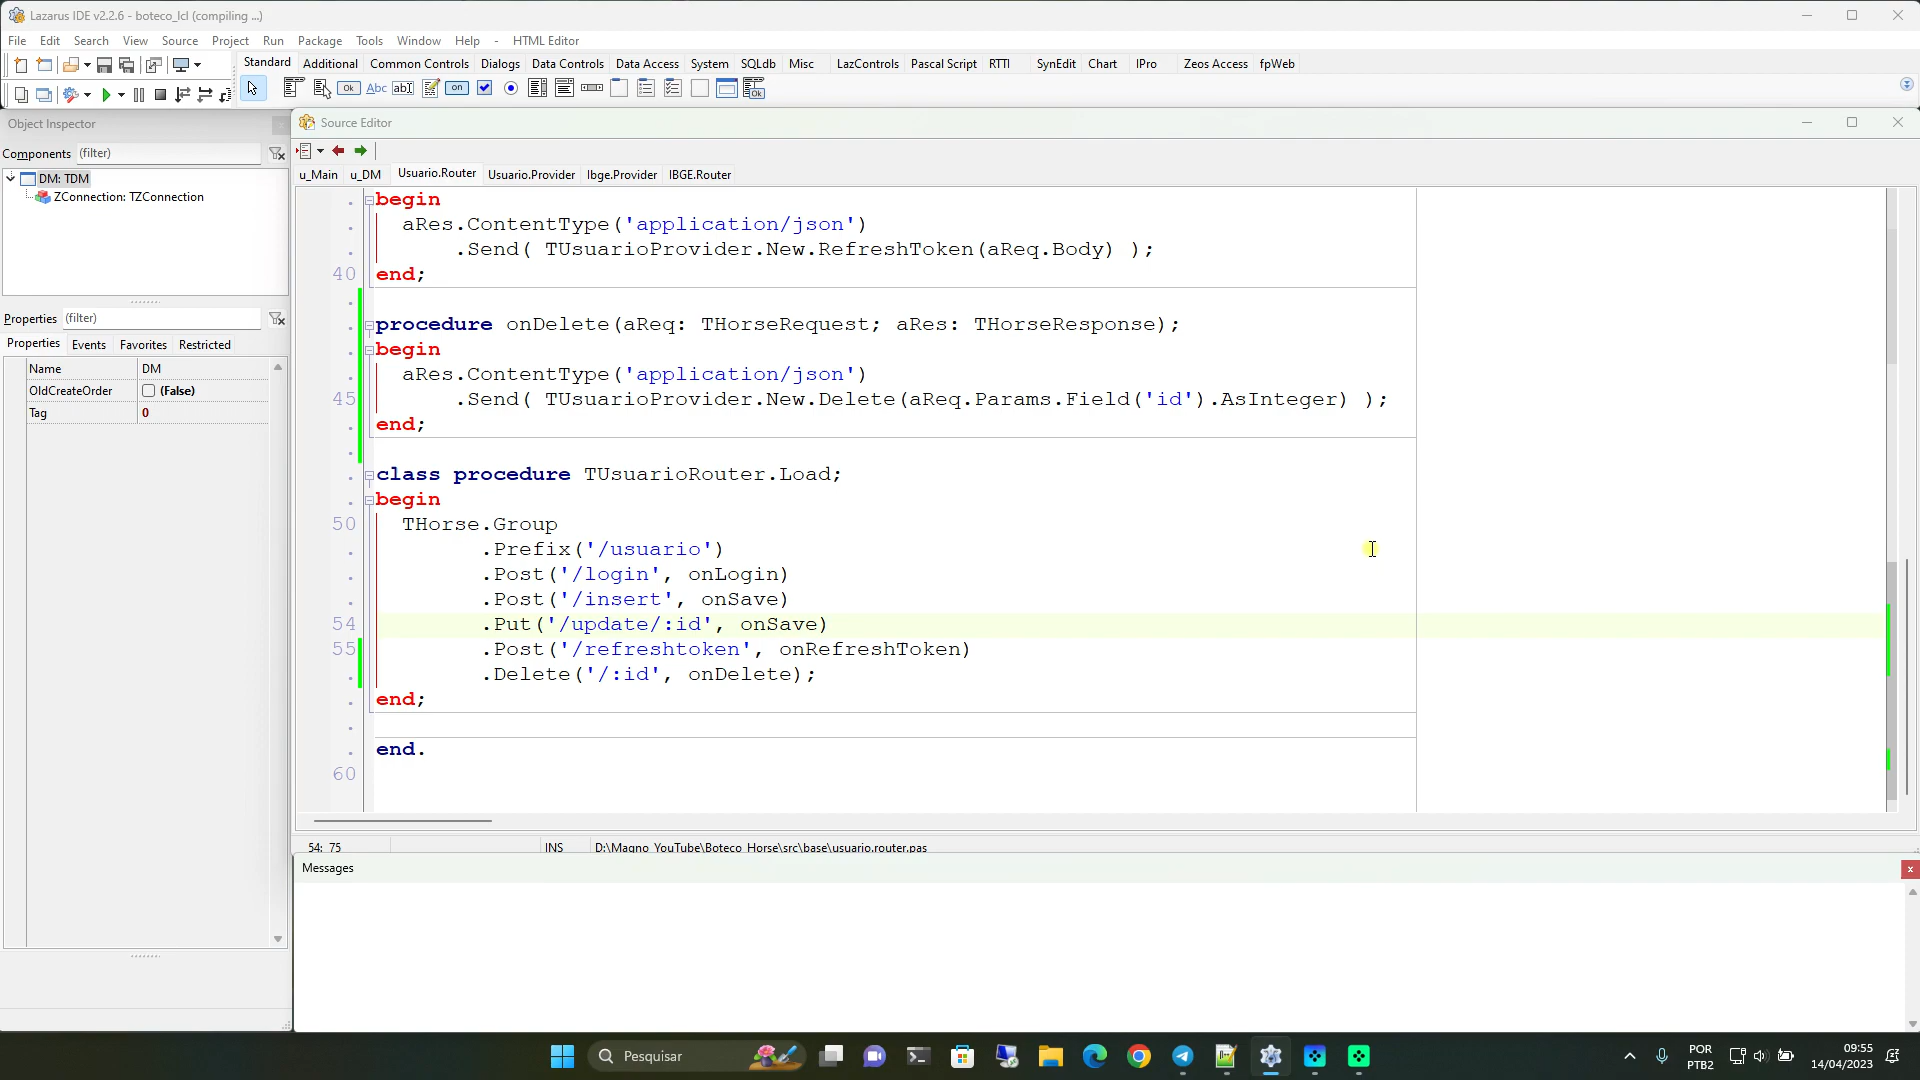 Lazarus IDE v2.2.6 - boteco_lcl (compiling ...)
File Edit Search View Source Project Run Package Tools Window Help - HTML Editor
Standard Additional Common Controls Dialogs Data Controls Data Access System SQLdb Misc LazControls Pascal Script RTTI SynEdit Chart IPro Zeos Access fpWeb
Ok Abc abI on Ok
Object Inspector
Source Editor
Components (filter)
DM: TDM
ZConnection: TZConnection
Properties (filter)
Properties Events Favorites Restricted
Name DM
OldCreateOrder (False)
Tag 0
u_Main u_DM Usuario.Router Usuario.Provider Ibge.Provider IBGE.Router
begin
aRes.ContentType('application/json')
.Send( TUsuarioProvider.New.RefreshToken(aReq.Body) );
40 end;
procedure onDelete(aReq: THorseRequest; aRes: THorseResponse);
begin
aRes.ContentType('application/json')
45 .Send( TUsuarioProvider.New.Delete(aReq.Params.Field('id').AsInteger) );
end;
class procedure TUsuarioRouter.Load;
begin
50 THorse.Group
.Prefix('/usuario')
.Post('/login', onLogin)
.Post('/insert', onSave)
54 .Put('/update/:id', onSave)
55 .Post('/refreshtoken', onRefreshToken)
.Delete('/:id', onDelete);
end;
end.
60
54: 75 INS D:\Magno_YouTube\Boteco_Horse\src\base\usuario.router.pas
Messages
Pesquisar
POR
PTB2
09:55
14/04/2023